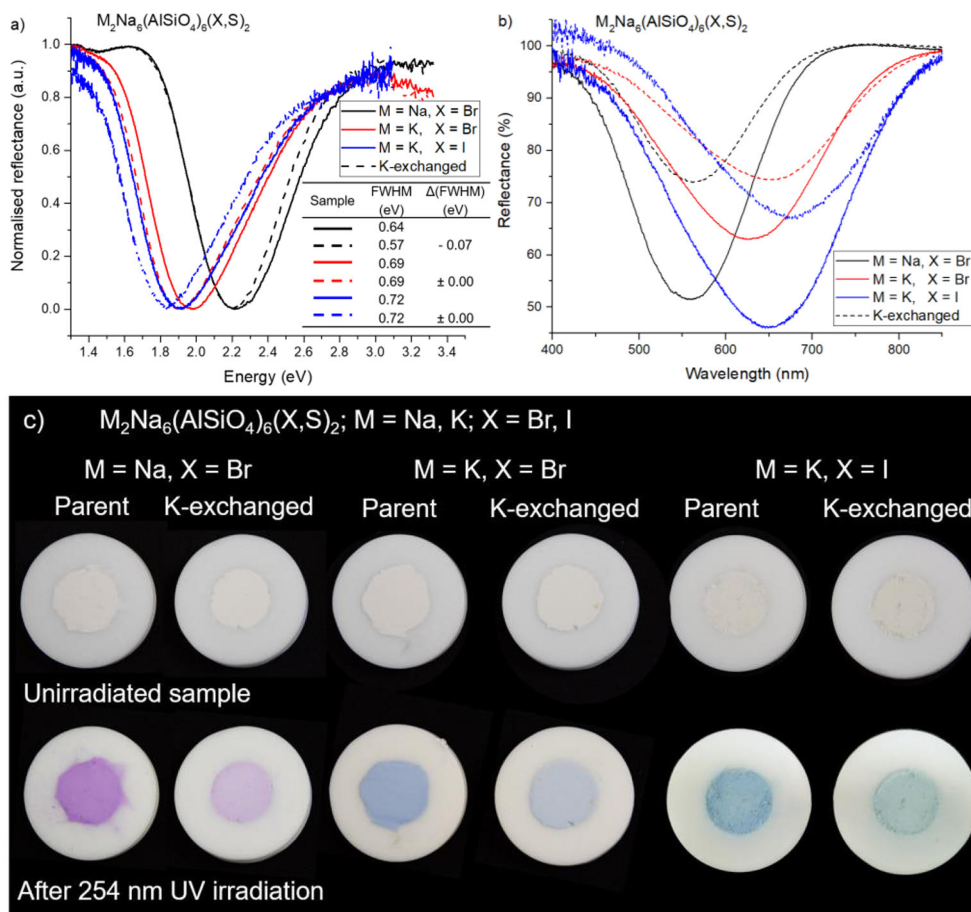 a)
M₂Na₆(AlSiO₄)₆(X,S)₂
Normalised reflectance (a.u.)
1.0
0.8
0.6
0.4
0.2
0.0
M = Na, X = Br
M = K, X = Br
M = K, X = I
K-exchanged
Sample FWHM (eV) Δ(FWHM) (eV)
0.64
0.57 - 0.07
0.69
0.69 ± 0.00
0.72
0.72 ± 0.00
1.4 1.6 1.8 2.0 2.2 2.4 2.6 2.8 3.0 3.2 3.4
Energy (eV)
b)
M₂Na₆(AlSiO₄)₆(X,S)₂
Reflectance (%)
100
90
80
70
60
50
M = Na, X = Br
M = K, X = Br
M = K, X = I
K-exchanged
400 500 600 700 800
Wavelength (nm)
c) M₂Na₆(AlSiO₄)₆(X,S)₂; M = Na, K; X = Br, I
M = Na, X = Br M = K, X = Br M = K, X = I
Parent K-exchanged Parent K-exchanged Parent K-exchanged
Unirradiated sample
After 254 nm UV irradiation